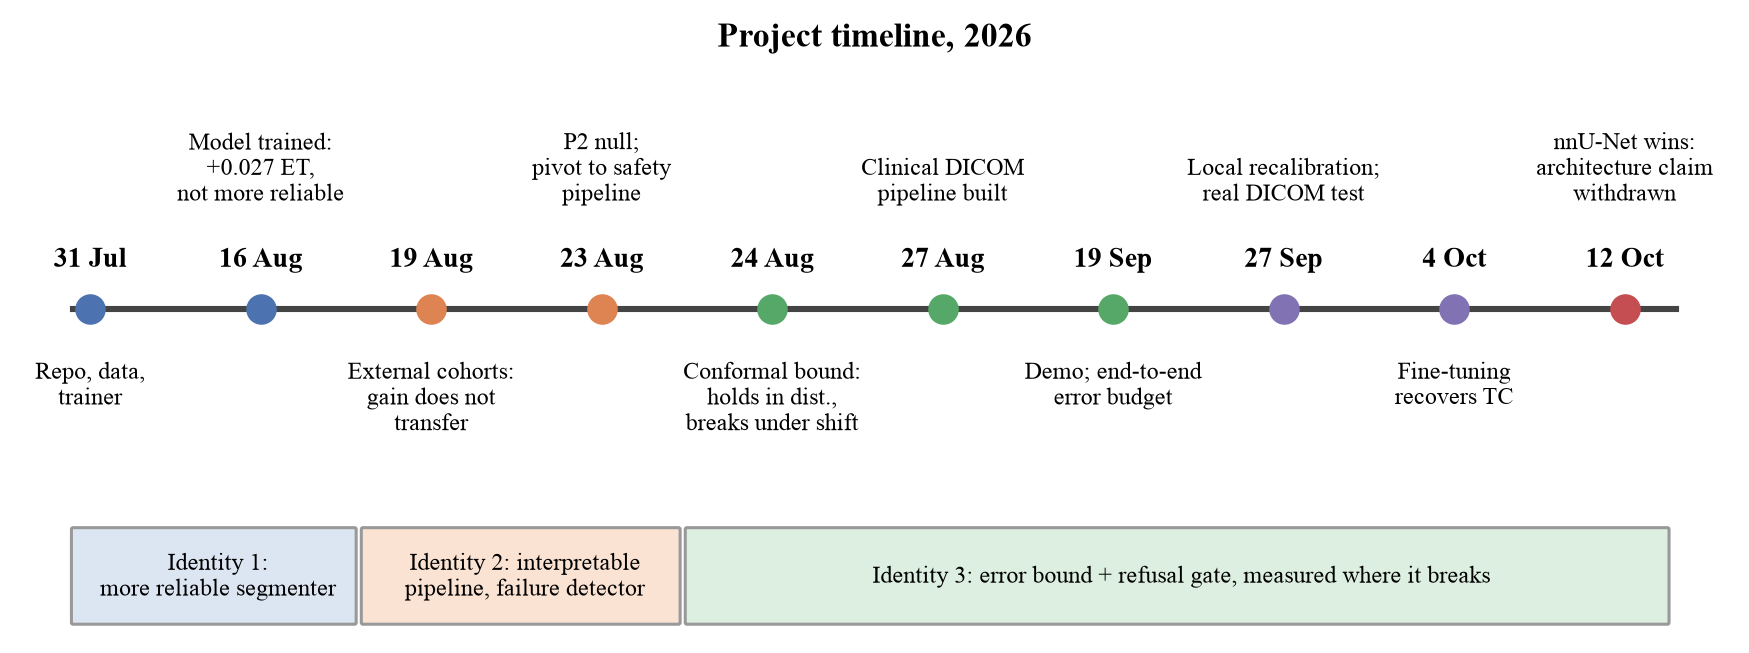 Project timeline, 2026
Model trained:
+0.027 ET,
not more reliable
P2 null;
pivot to safety
pipeline
Clinical DICOM
pipeline built
Local recalibration;
real DICOM test
nnU-Net wins:
architecture claim
withdrawn
31 Jul
16 Aug
19 Aug
23 Aug
24 Aug
27 Aug
19 Sep
27 Sep
4 Oct
12 Oct
Repo, data,
trainer
External cohorts:
gain does not
transfer
Conformal bound:
holds in dist.,
breaks under shift
Demo; end-to-end
error budget
Fine-tuning
recovers TC
Identity 1:
more reliable segmenter
Identity 2: interpretable
pipeline, failure detector
Identity 3: error bound + refusal gate, measured where it breaks